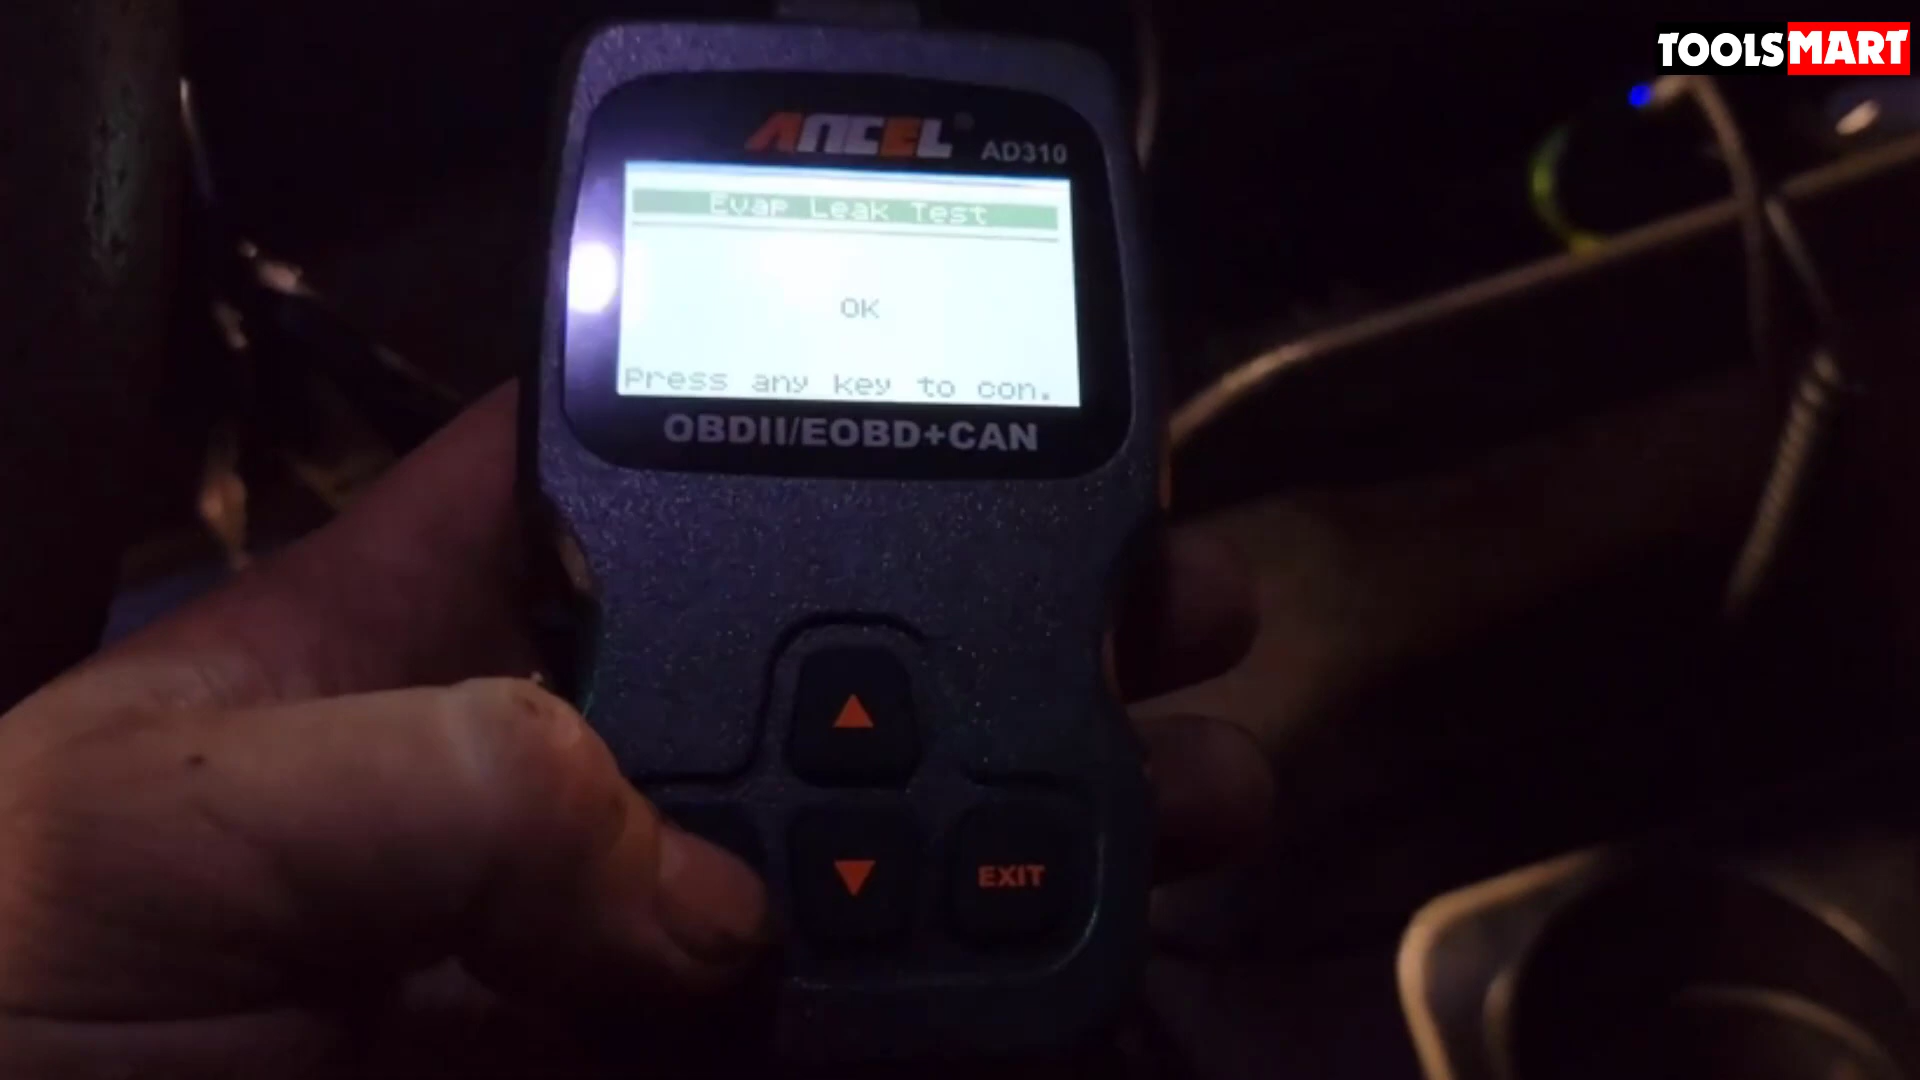 TOOLSMART
ANCEL® AD310
Evap Leak Test
OK
Press any key to con.
OBDII/EOBD+CAN
EXIT